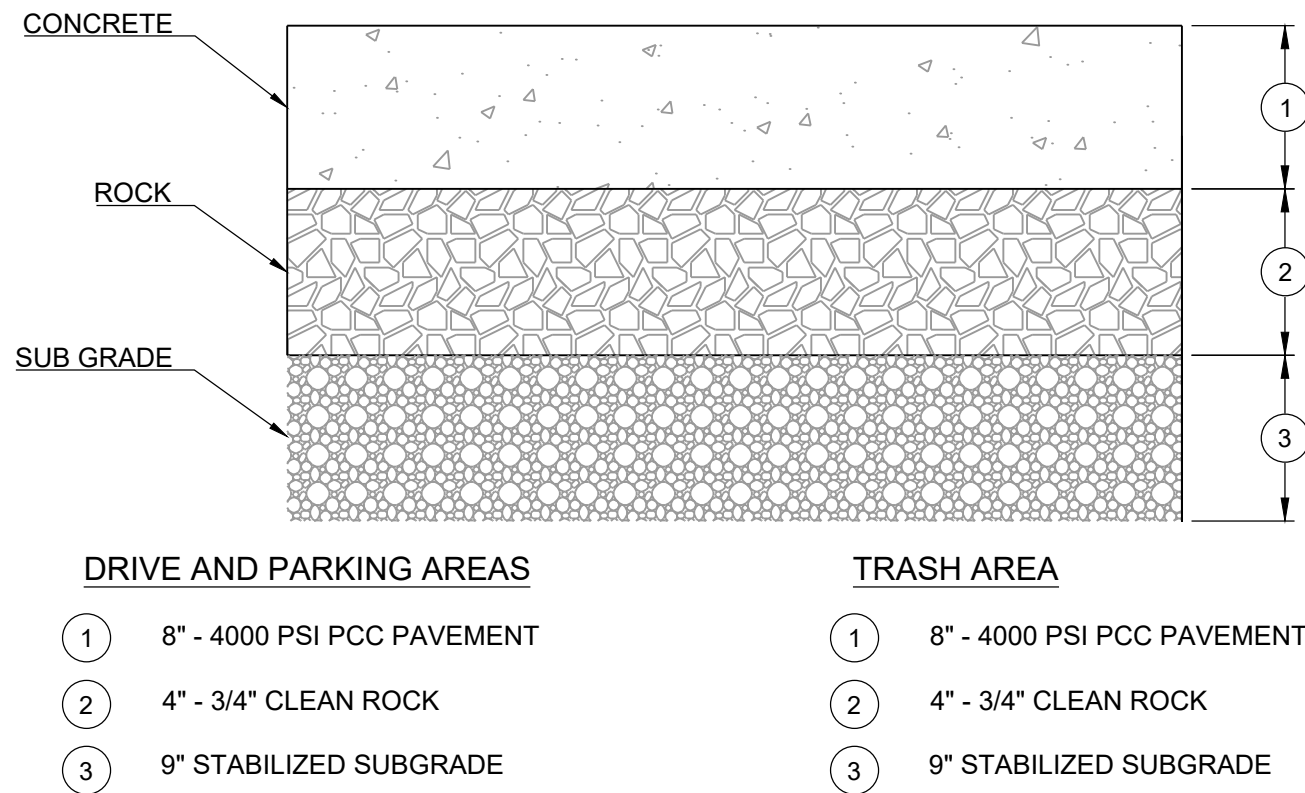 CONCRETE
1
ROCK
2
SUB GRADE
3
DRIVE AND PARKING AREAS
1 8" - 4000 PSI PCC PAVEMENT
2 4" - 3/4" CLEAN ROCK
3 9" STABILIZED SUBGRADE
TRASH AREA
1 8" - 4000 PSI PCC PAVEMENT
2 4" - 3/4" CLEAN ROCK
3 9" STABILIZED SUBGRADE